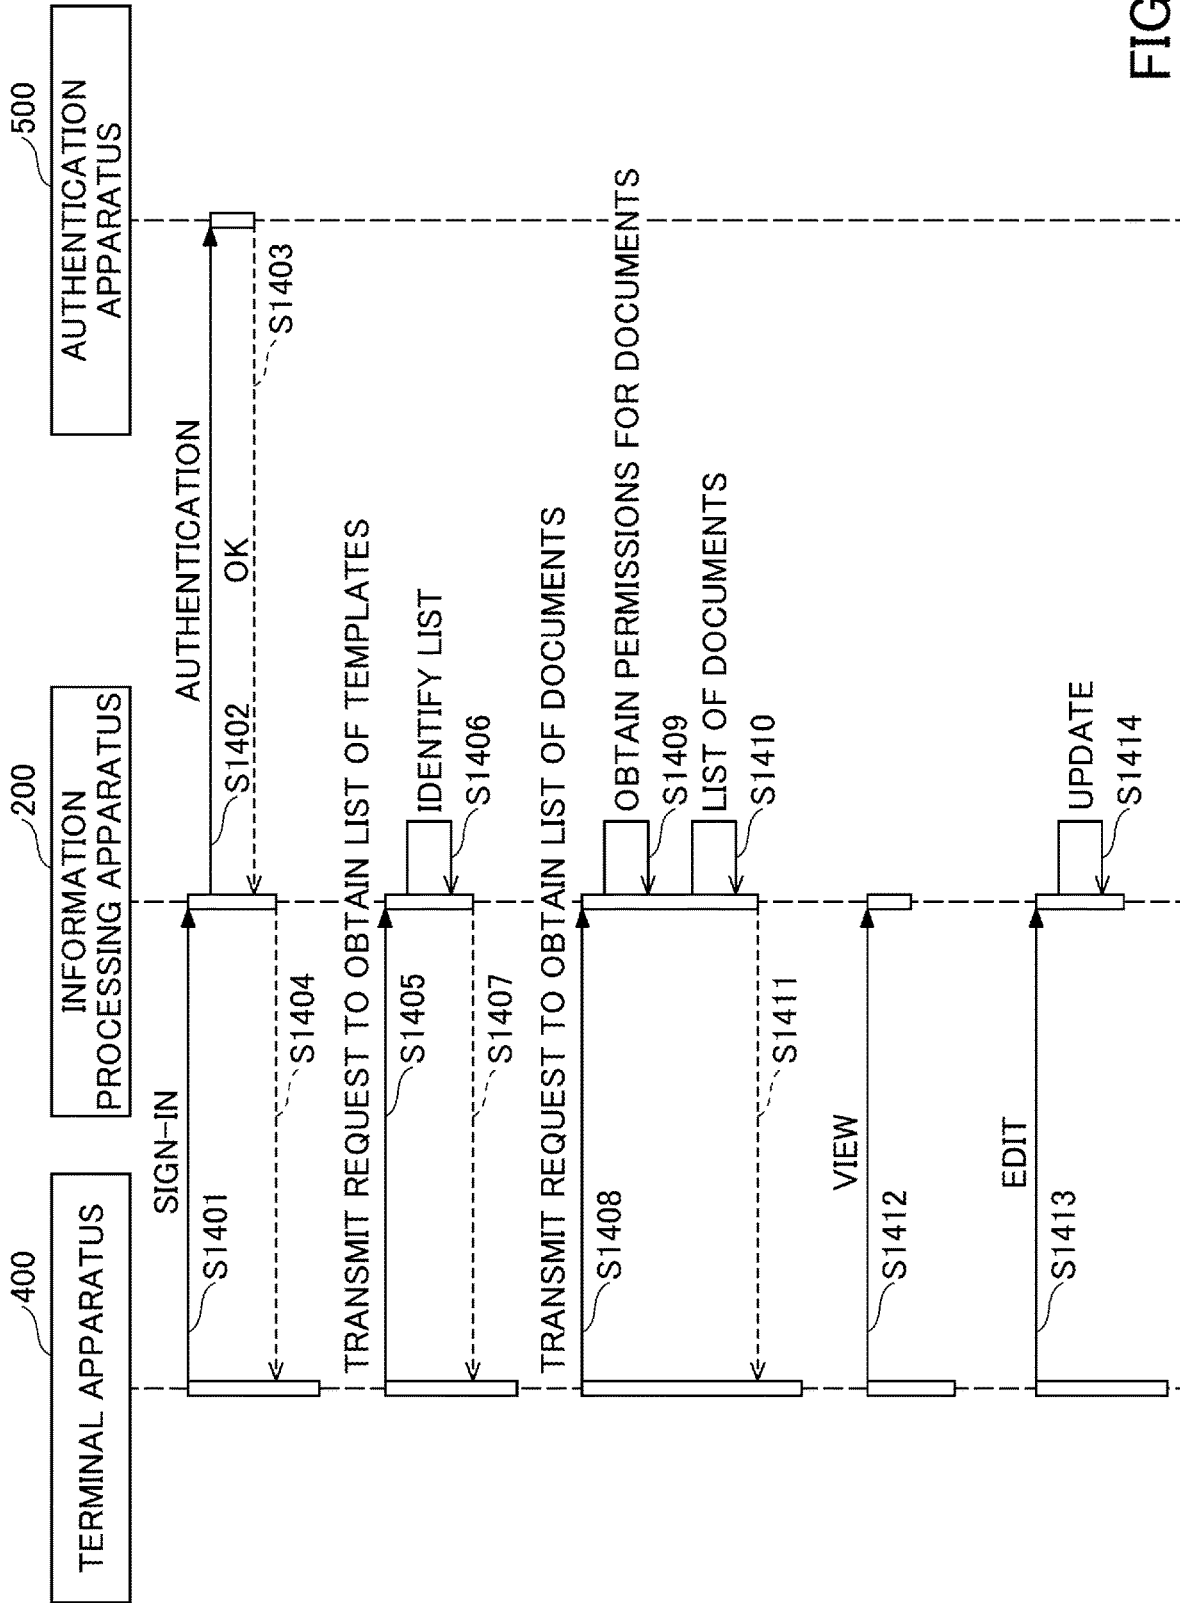 400
TERMINAL APPARATUS
200
INFORMATION
PROCESSING APPARATUS
500
AUTHENTICATION
APPARATUS
SIGN-IN
S1401
AUTHENTICATION
S1402
OK
S1403
S1404
TRANSMIT REQUEST TO OBTAIN LIST OF TEMPLATES
S1405
IDENTIFY LIST
S1406
S1407
TRANSMIT REQUEST TO OBTAIN LIST OF DOCUMENTS
S1408
OBTAIN PERMISSIONS FOR DOCUMENTS
S1409
LIST OF DOCUMENTS
S1410
S1411
VIEW
S1412
EDIT
S1413
UPDATE
S1414
FIG